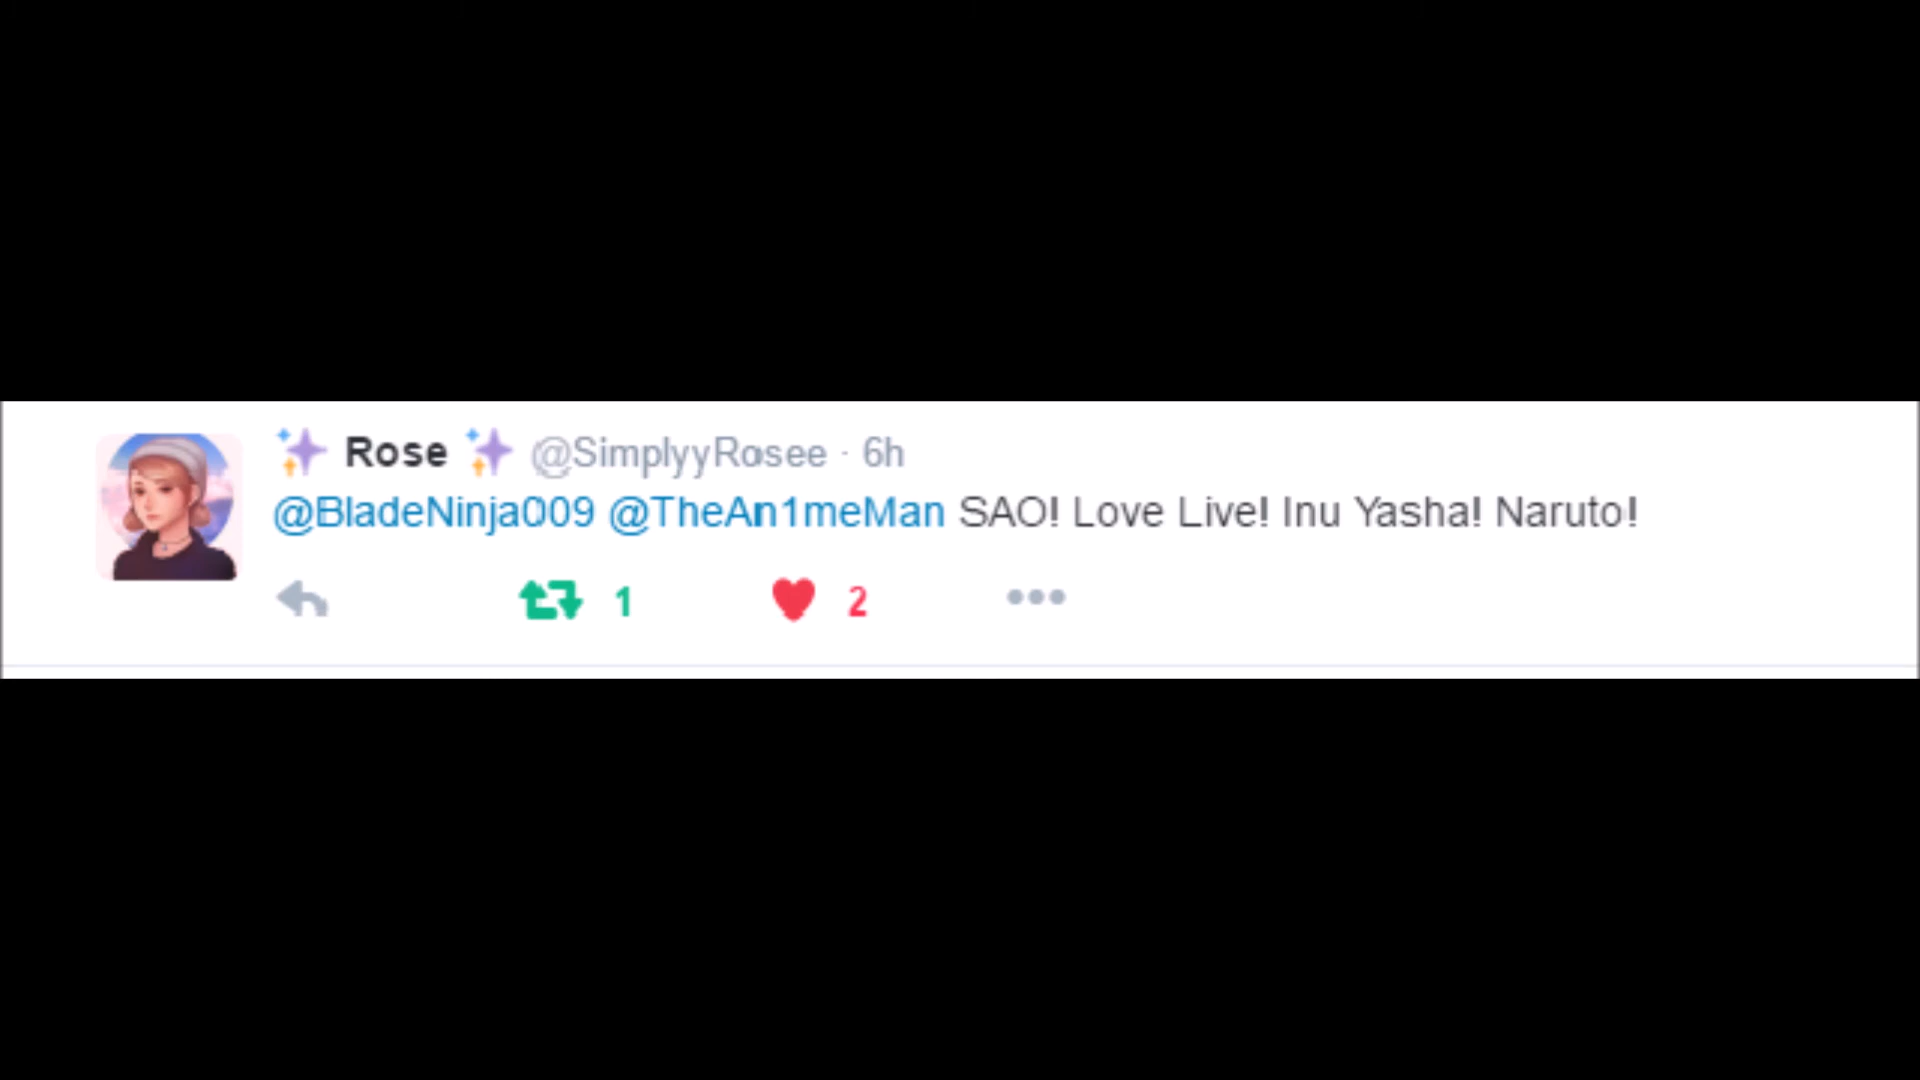 ✨ Rose ✨ @SimplyyRosee · 6h
@BladeNinja009 @TheAn1meMan SAO! Love Live! Inu Yasha! Naruto!
1 2